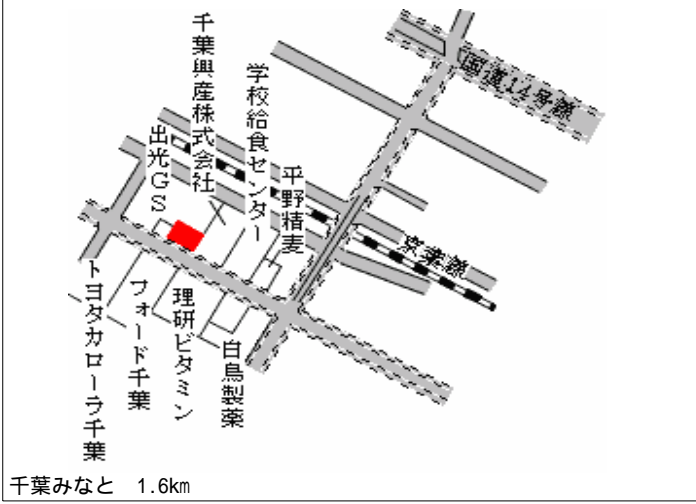 国道14号線
千葉興産株式会社
学校給食センター
出光GS
平野精麦
京葉線
トヨタカローラ千葉
フォード千葉
理研ビタミン
白鳥製薬
千葉みなと 1.6km